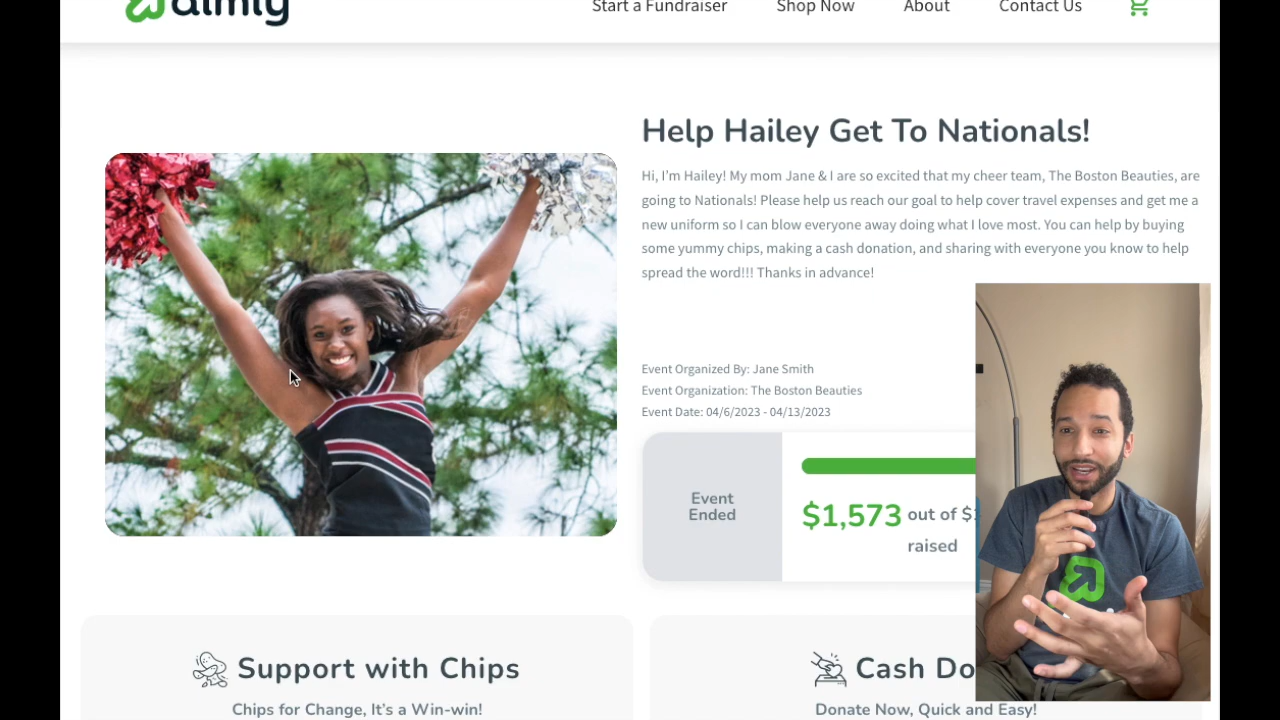 almly
Start a Fundraiser Shop Now About Contact Us
Help Hailey Get To Nationals!
Hi, I'm Hailey! My mom Jane & I are so excited that my cheer team, The Boston Beauties, are
going to Nationals! Please help us reach our goal to help cover travel expenses and get me a
new uniform so I can blow everyone away doing what I love most. You can help by buying
some yummy chips, making a cash donation, and sharing with everyone you know to help
spread the word!!! Thanks in advance!
Event Organized By: Jane Smith
Event Organization: The Boston Beauties
Event Date: 04/6/2023 - 04/13/2023
Event
Ended
$1,573 out of
raised
Support with Chips
Chips for Change, It's a Win-win!
Cash
Donate Now, Quick and Easy!